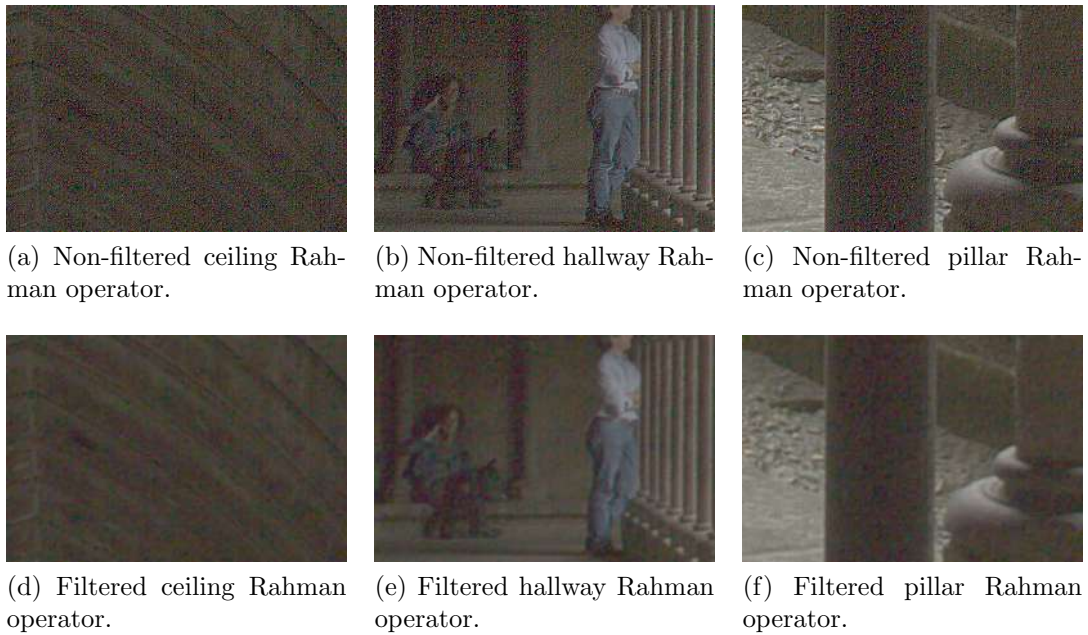 (a) Non-filtered ceiling Rah-
man operator.
(b) Non-filtered hallway Rah-
man operator.
(c) Non-filtered pillar Rah-
man operator.
(d) Filtered ceiling Rahman
operator.
(e) Filtered hallway Rahman
operator.
(f) Filtered pillar Rahman
operator.